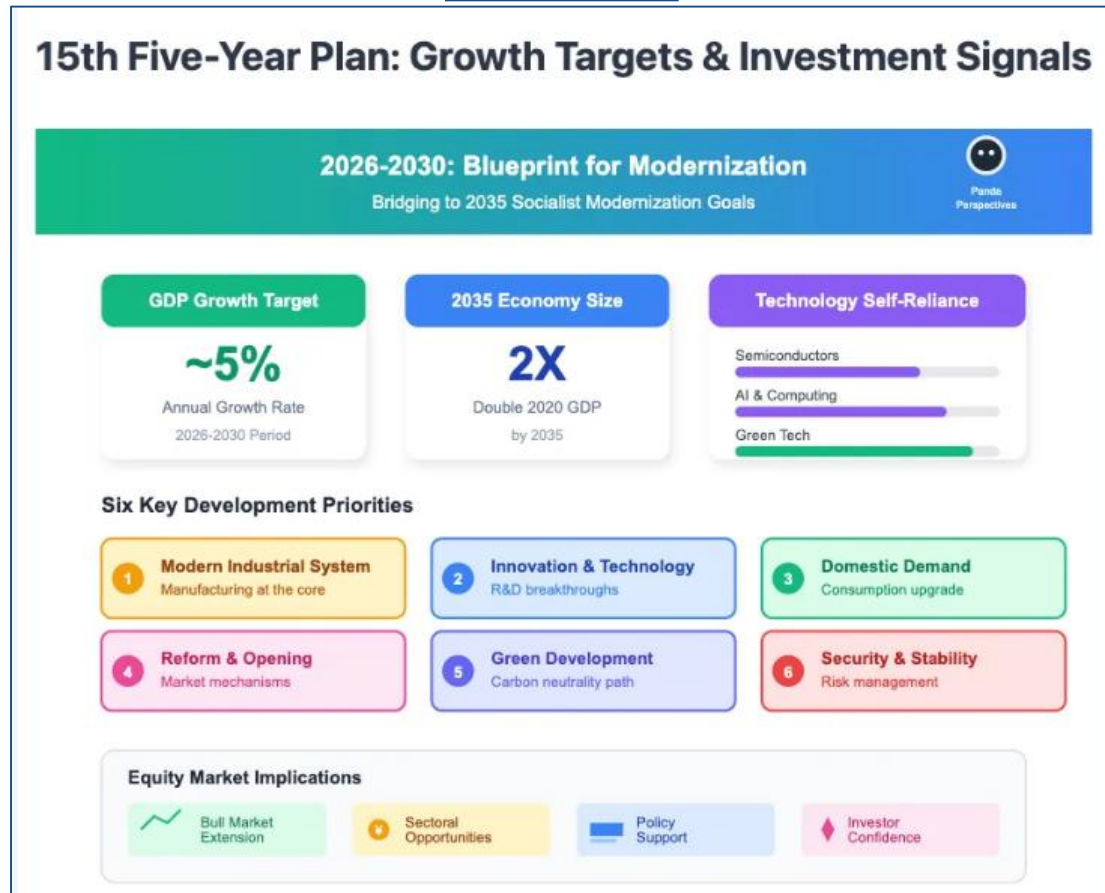 15th Five-Year Plan: Growth Targets & Investment Signals
2026-2030: Blueprint for Modernization
Bridging to 2035 Socialist Modernization Goals
Panda
Perapectives
GDP Growth Target
~5%
Annual Growth Rate
2026-2030 Period
2035 Economy Size
2X
Double 2020 GDP
by 2035
Technology Self-Reliance
Semiconductors
AI & Computing
Green Tech
Six Key Development Priorities
1
Modern Industrial System
Manufacturing at the core
2
Innovation & Technology
R&D breakthroughs
3
Domestic Demand
Consumption upgrade
4
Reform & Opening
Market mechanisms
5
Green Development
Carbon neutrality path
6
Security & Stability
Risk management
Equity Market Implications
Bull Market
Extension
¥
Sectoral
Opportunities
Policy
Support
Investor
Confidence